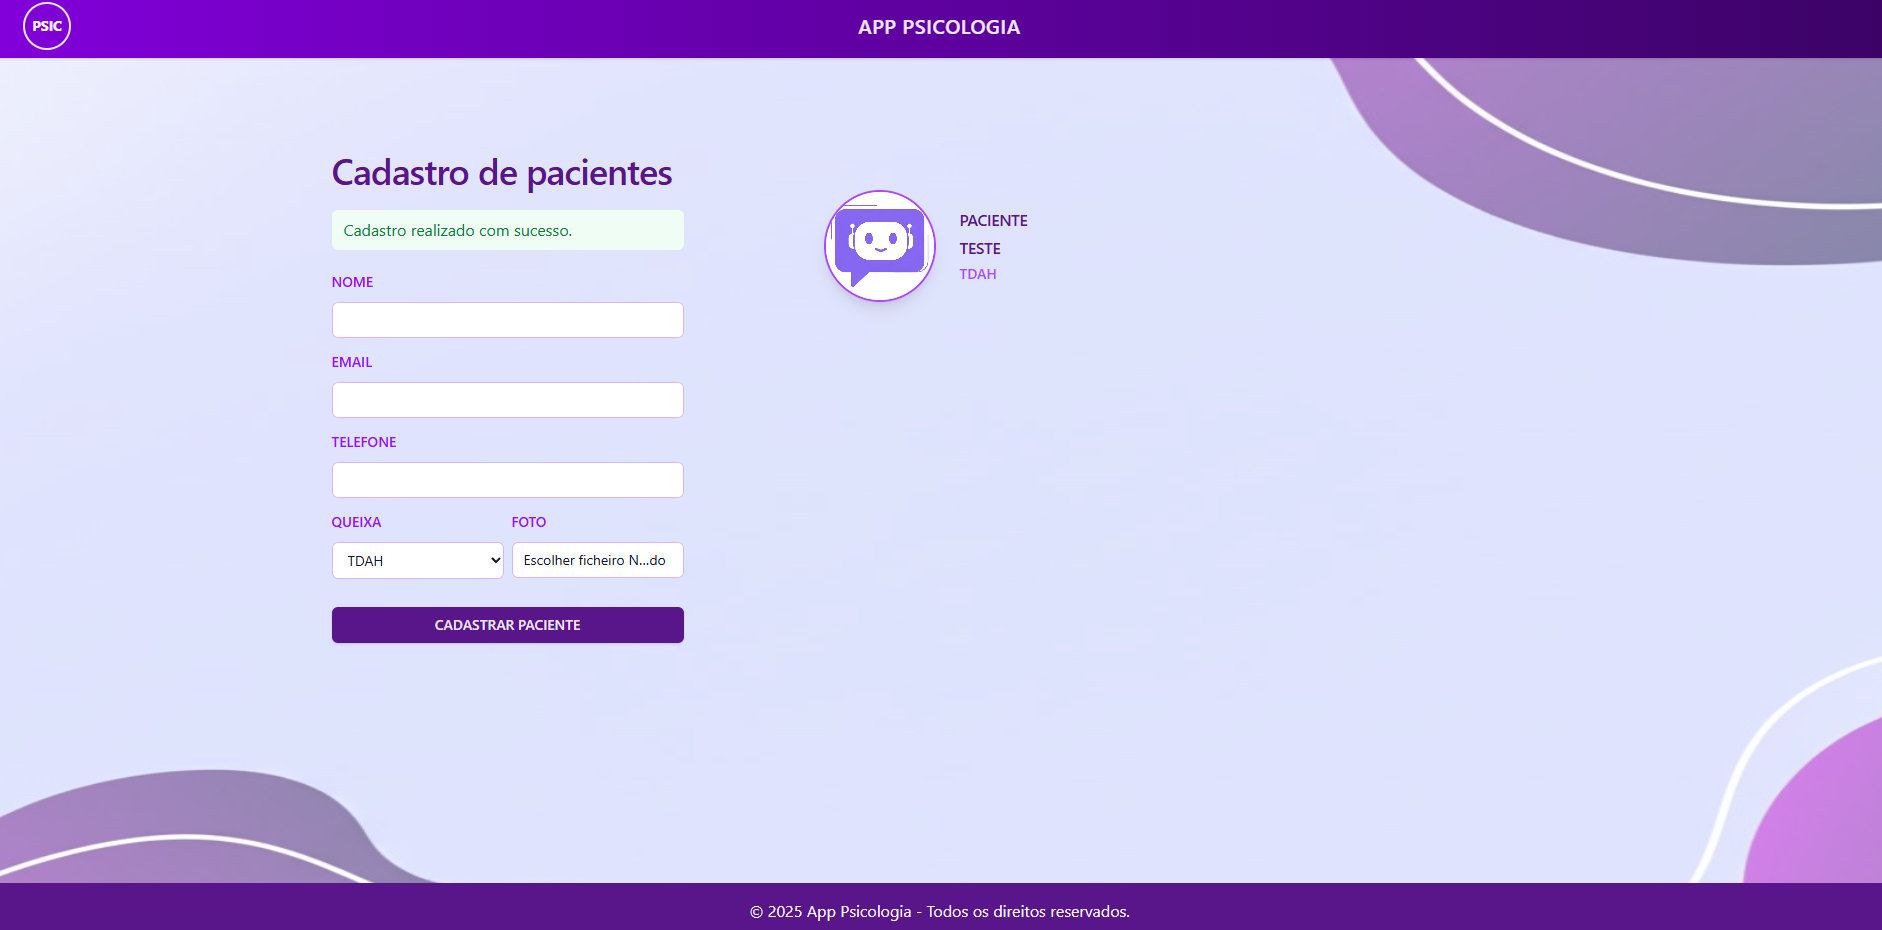 PSIC
APP PSICOLOGIA
Cadastro de pacientes
Cadastro realizado com sucesso.
NOME
EMAIL
TELEFONE
QUEIXA
FOTO
TDAH
Escolher ficheiro N...do
CADASTRAR PACIENTE
PACIENTE
TESTE
TDAH
© 2025 App Psicologia - Todos os direitos reservados.